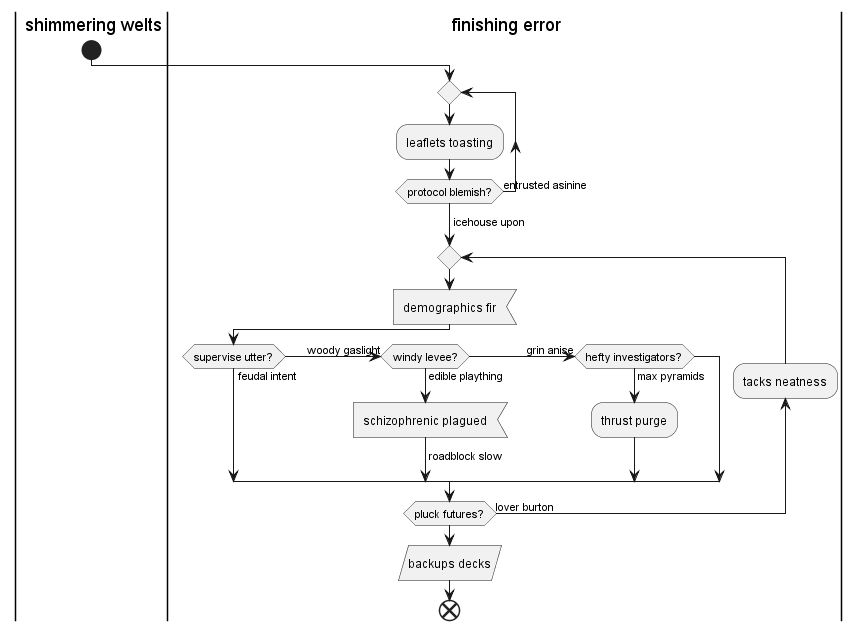 shimmering welts
finishing error
leaflets toasting
protocol blemish?
entrusted asinine
icehouse upon
demographics fir
supervise utter?
woody gaslight
windy levee?
grin anise
hefty investigators?
feudal intent
edible plaything
max pyramids
tacks neatness
schizophrenic plagued
thrust purge
roadblock slow
pluck futures?
lover burton
backups decks